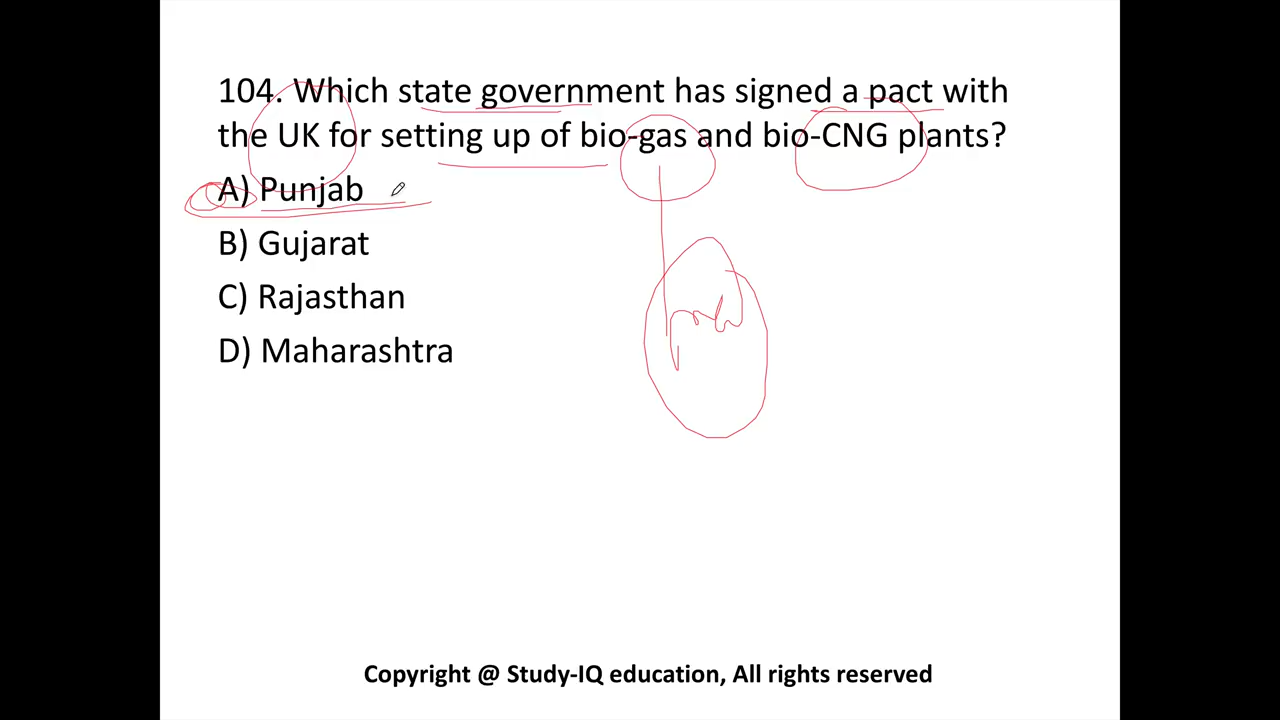 104. Which state government has signed a pact with
the UK for setting up of bio-gas and bio-CNG plants?
A) Punjab
B) Gujarat
C) Rajasthan
D) Maharashtra
Copyright @ Study-IQ education, All rights reserved